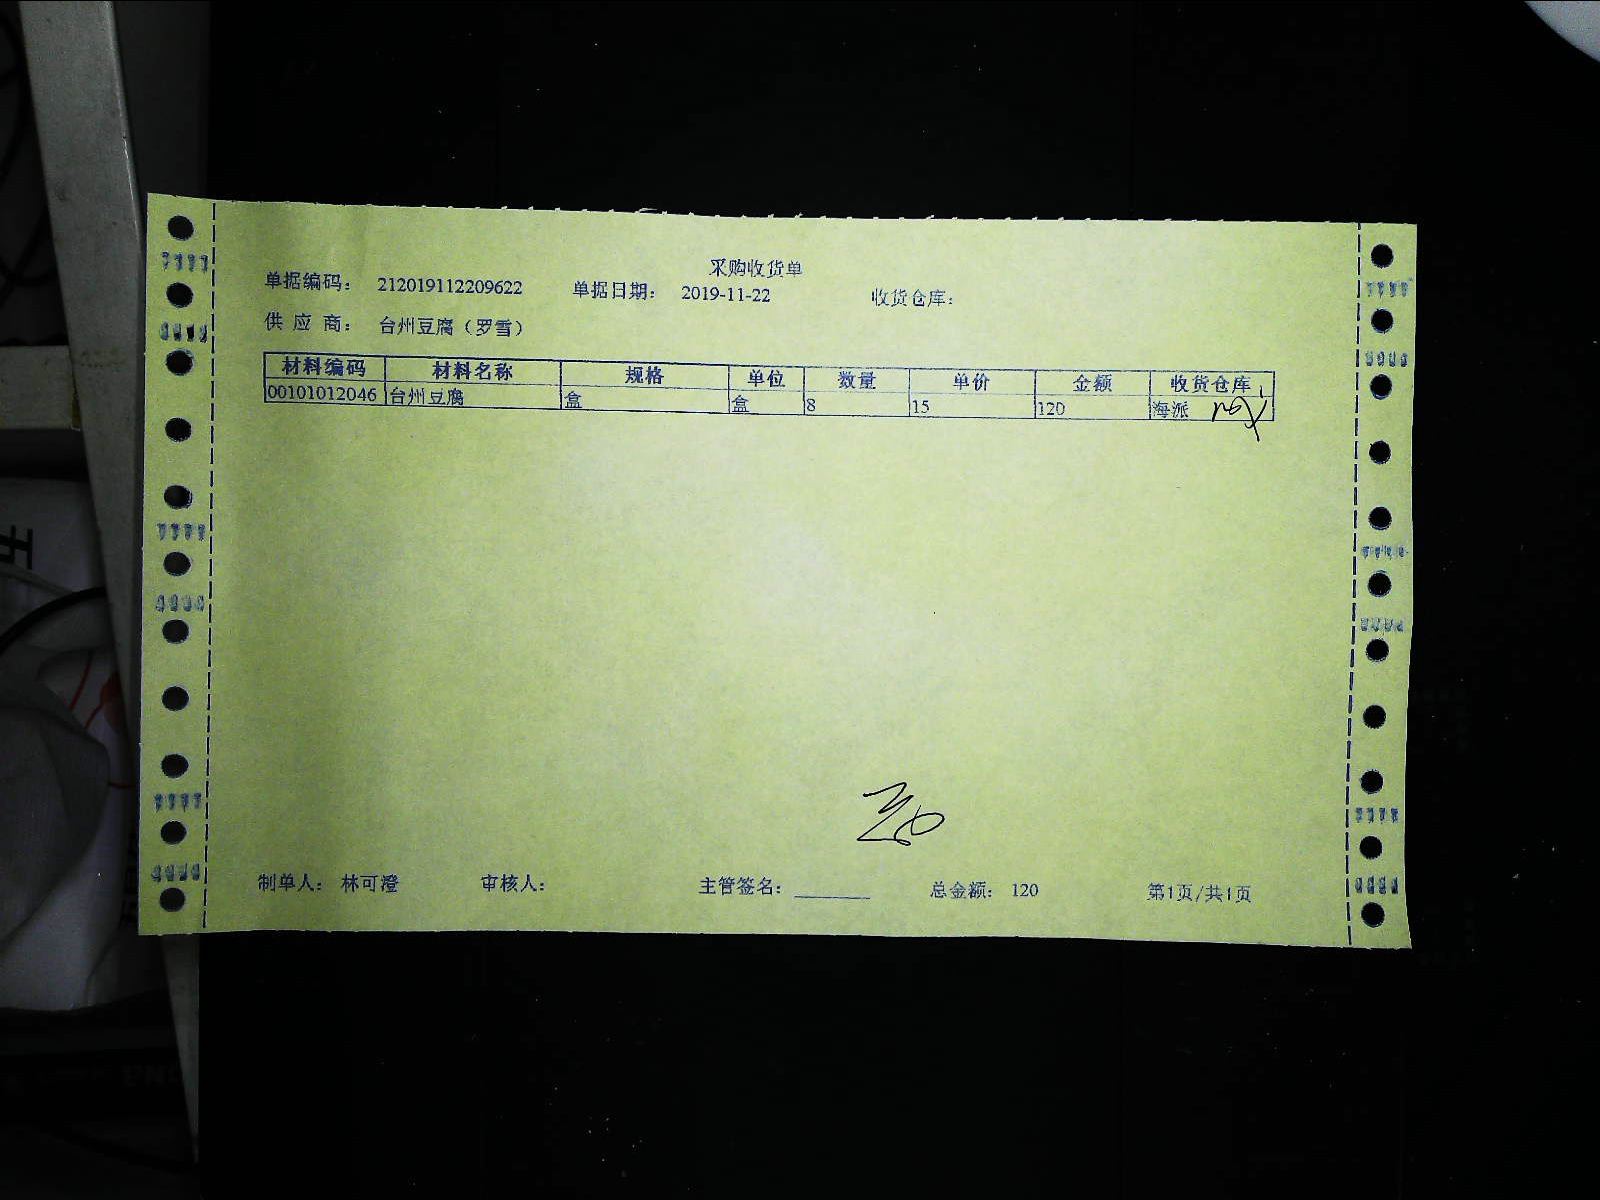 采购收货单
单据编码： 212019112209622 单据日期： 2019-11-22 收货仓库：
供 应 商： 台州豆腐（罗雪）
材料编码 材料名称 规格 单位 数量 单价 金额 收货仓库
00101012046 台州豆腐 盒 盒 8 15 120 海派
制单人： 林可澄 审核人： 主管签名： 总金额： 120 第1页/共1页